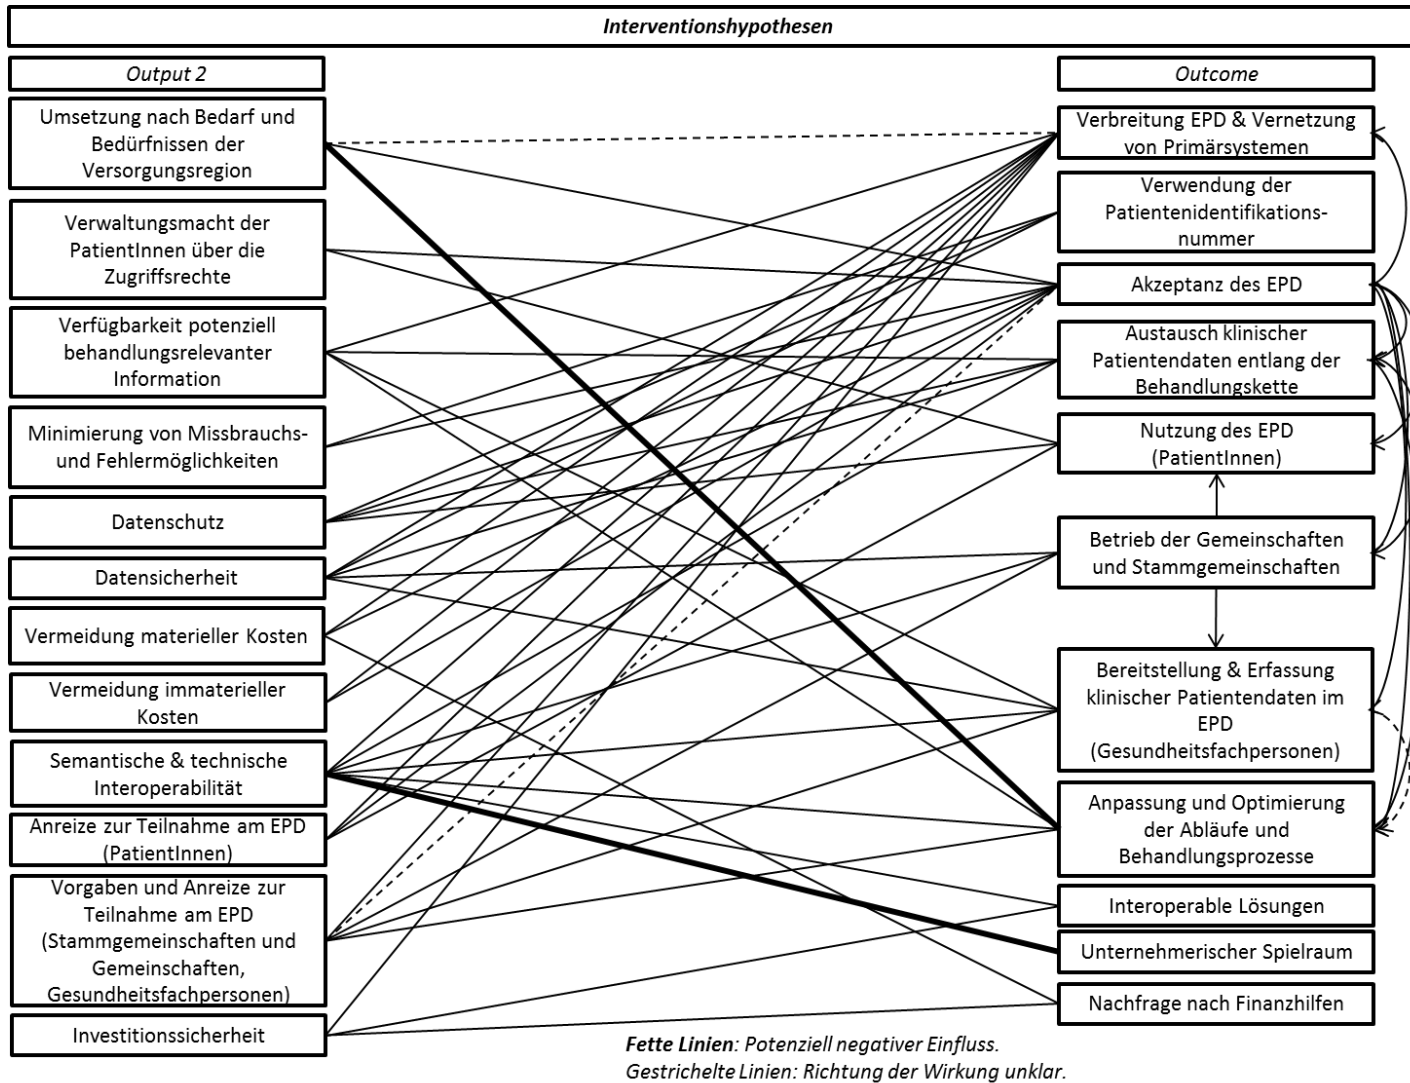 Interventionshypothesen
Output 2
Umsetzung nach Bedarf und
Bedürfnissen der
Versorgungsregion
Verwaltungsmacht der
PatientInnen über die
Zugriffsrechte
Verfügbarkeit potenziell
behandlungsrelevanter
Information
Minimierung von Missbrauchs-
und Fehlermöglichkeiten
Datenschutz
Datensicherheit
Vermeidung materieller Kosten
Vermeidung immaterieller
Kosten
Semantische & technische
Interoperabilität
Anreize zur Teilnahme am EPD
(PatientInnen)
Vorgaben und Anreize zur
Teilnahme am EPD
(Stammgemeinschaften und
Gemeinschaften,
Gesundheitsfachpersonen)
Investitionssicherheit
Outcome
Verbreitung EPD & Vernetzung
von Primärsystemen
Verwendung der
Patientenidentifikations-
nummer
Akzeptanz des EPD
Austausch klinischer
Patientendaten entlang der
Behandlungskette
Nutzung des EPD
(PatientInnen)
Betrieb der Gemeinschaften
und Stammgemeinschaften
Bereitstellung & Erfassung
klinischer Patientendaten im
EPD
(Gesundheitsfachpersonen)
Anpassung und Optimierung
der Abläufe und
Behandlungsprozesse
Interoperable Lösungen
Unternehmerischer Spielraum
Nachfrage nach Finanzhilfen
Fette Linien: Potenziell negativer Einfluss.
Gestrichelte Linien: Richtung der Wirkung unklar.